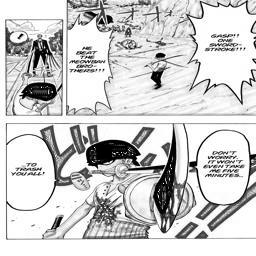 GASP!!
ONE
SWORD-
STROKE!!!
HE
BEAT THE
MEOWBAN
BRO-
THERS!!!
DON'T
WORRY.
IT WON'T
EVEN TAKE
ME FIVE
MINUTES..
...TO
TRASH
YOU ALL!